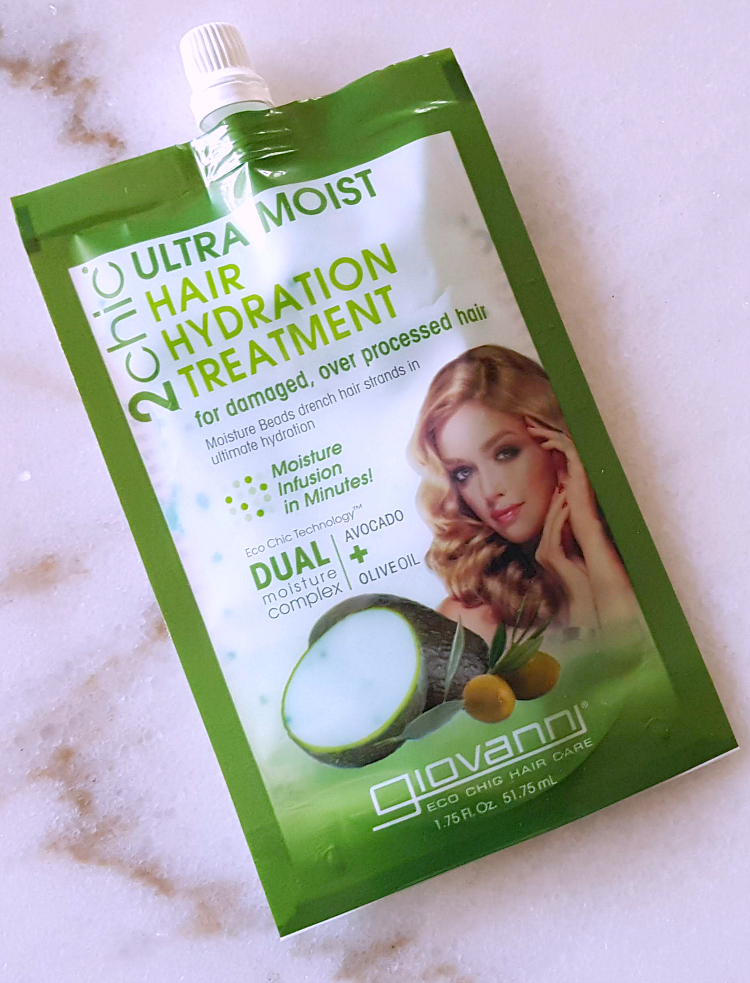 2chic®
ULTRA MOIST
HAIR
HYDRATION
TREATMENT
for damaged, over processed hair
Moisture Beads drench hair strands in
ultimate hydration
Moisture
Infusion
in Minutes!
Eco Chic Technology™
DUAL
moisture
complex
AVOCADO
+
OLIVE OIL
giovanni®
ECO CHIC HAIR CARE
1.75 Fl. Oz. 51.75 mL